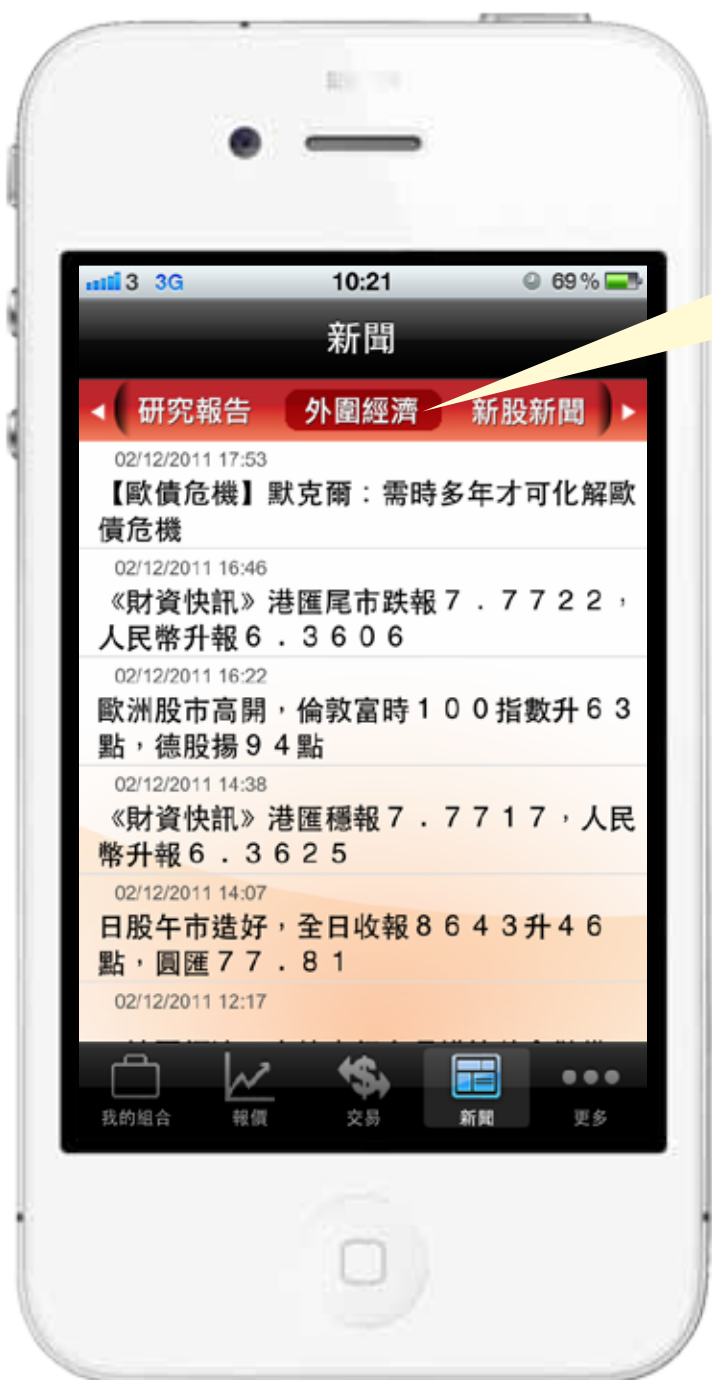 3 3G 10:21 69%
新聞
研究報告 外圍經濟 新股新聞
02/12/2011 17:53
【歐債危機】默克爾：需時多年才可化解歐
債危機
02/12/2011 16:46
《財資快訊》港匯尾市跌報７．７７２２，
人民幣升報６．３６０６
02/12/2011 16:22
歐洲股市高開，倫敦富時１００指數升６３
點，德股揚９４點
02/12/2011 14:38
《財資快訊》港匯穩報７．７７１７，人民
幣升報６．３６２５
02/12/2011 14:07
日股午市造好，全日收報８６４３升４６
點，圓匯７７．８１
02/12/2011 12:17
我的組合 報價 交易 新聞 更多